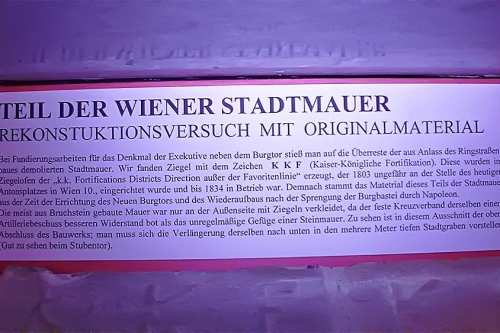 TEIL DER WIENER STADTMAUER
REKONSTUKTIONSVERSUCH MIT ORIGINALMATERIAL
Bei Fundierungsarbeiten für das Denkmal der Exekutive neben dem Burgtor stieß man auf die Überreste der aus Anlass des Ringstraßen
baues demolierten Stadtmauer. Wir fanden Ziegel mit dem Zeichen K K F (Kaiser-Königliche Fortifikation). Diese wurden in
Ziegelofen der „k.k. Fortifications Districts Direction außer der Favoritenlinie“ erzeugt, der 1803 ungefähr an der Stelle des heutigen
Antonsplatzes in Wien 10., eingerichtet wurde und bis 1834 in Betrieb war. Demnach stammt das Matetrial dieses Teils der Stadtmauer
aus der Zeit der Errichtung des Neuen Burgtors und des Wiederaufbaus nach der Sprengung der Burgbastei durch Napoleon.
Die meist aus Bruchstein gebaute Mauer war nur an der Außenseite mit Ziegeln verkleidet, da der feste Kreuzverband derselben einen
Artilleriebeschuss besseren Widerstand bot als das unregelmäßige Gefüge einer Steinmauer. Zu sehen ist in diesem Ausschnitt der obere
Abschluss des Bauwerks; man muss sich die Verlängerung derselben nach unten in den mehrere Meter tiefen Stadtgraben vorstellen
(Gut zu sehen beim Stubentor).